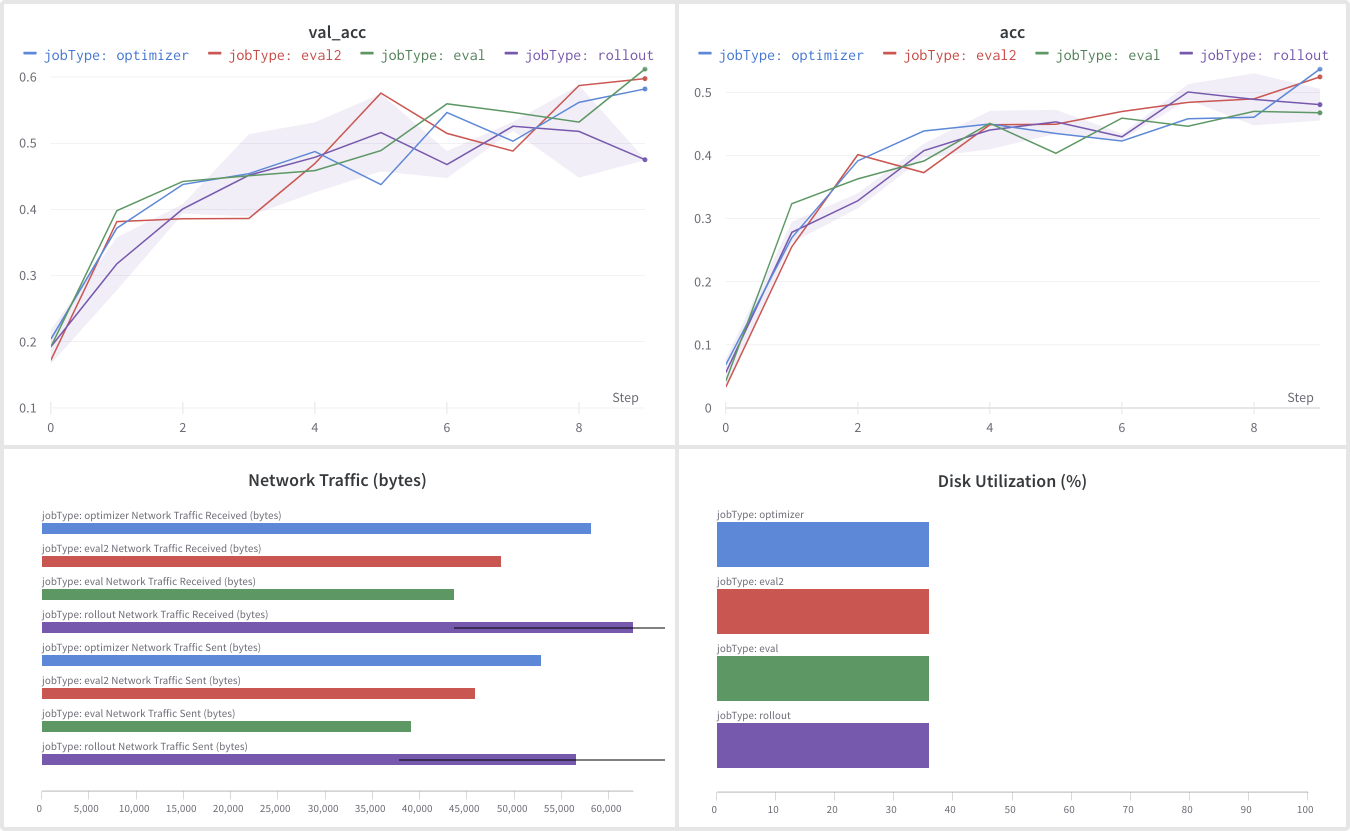 val_acc
jobType: optimizer jobType: eval2 jobType: eval jobType: rollout
0.6
0.5
0.4
0.3
0.2
0.1
Step
0 2 4 6 8
acc
jobType: optimizer jobType: eval2 jobType: eval jobType: rollout
0.5
0.4
0.3
0.2
0.1
0
Step
0 2 4 6 8
Network Traffic (bytes)
jobType: optimizer Network Traffic Received (bytes)
jobType: eval2 Network Traffic Received (bytes)
jobType: eval Network Traffic Received (bytes)
jobType: rollout Network Traffic Received (bytes)
jobType: optimizer Network Traffic Sent (bytes)
jobType: eval2 Network Traffic Sent (bytes)
jobType: eval Network Traffic Sent (bytes)
jobType: rollout Network Traffic Sent (bytes)
0 5,000 10,000 15,000 20,000 25,000 30,000 35,000 40,000 45,000 50,000 55,000 60,000
Disk Utilization (%)
jobType: optimizer
jobType: eval2
jobType: eval
jobType: rollout
0 10 20 30 40 50 60 70 80 90 100